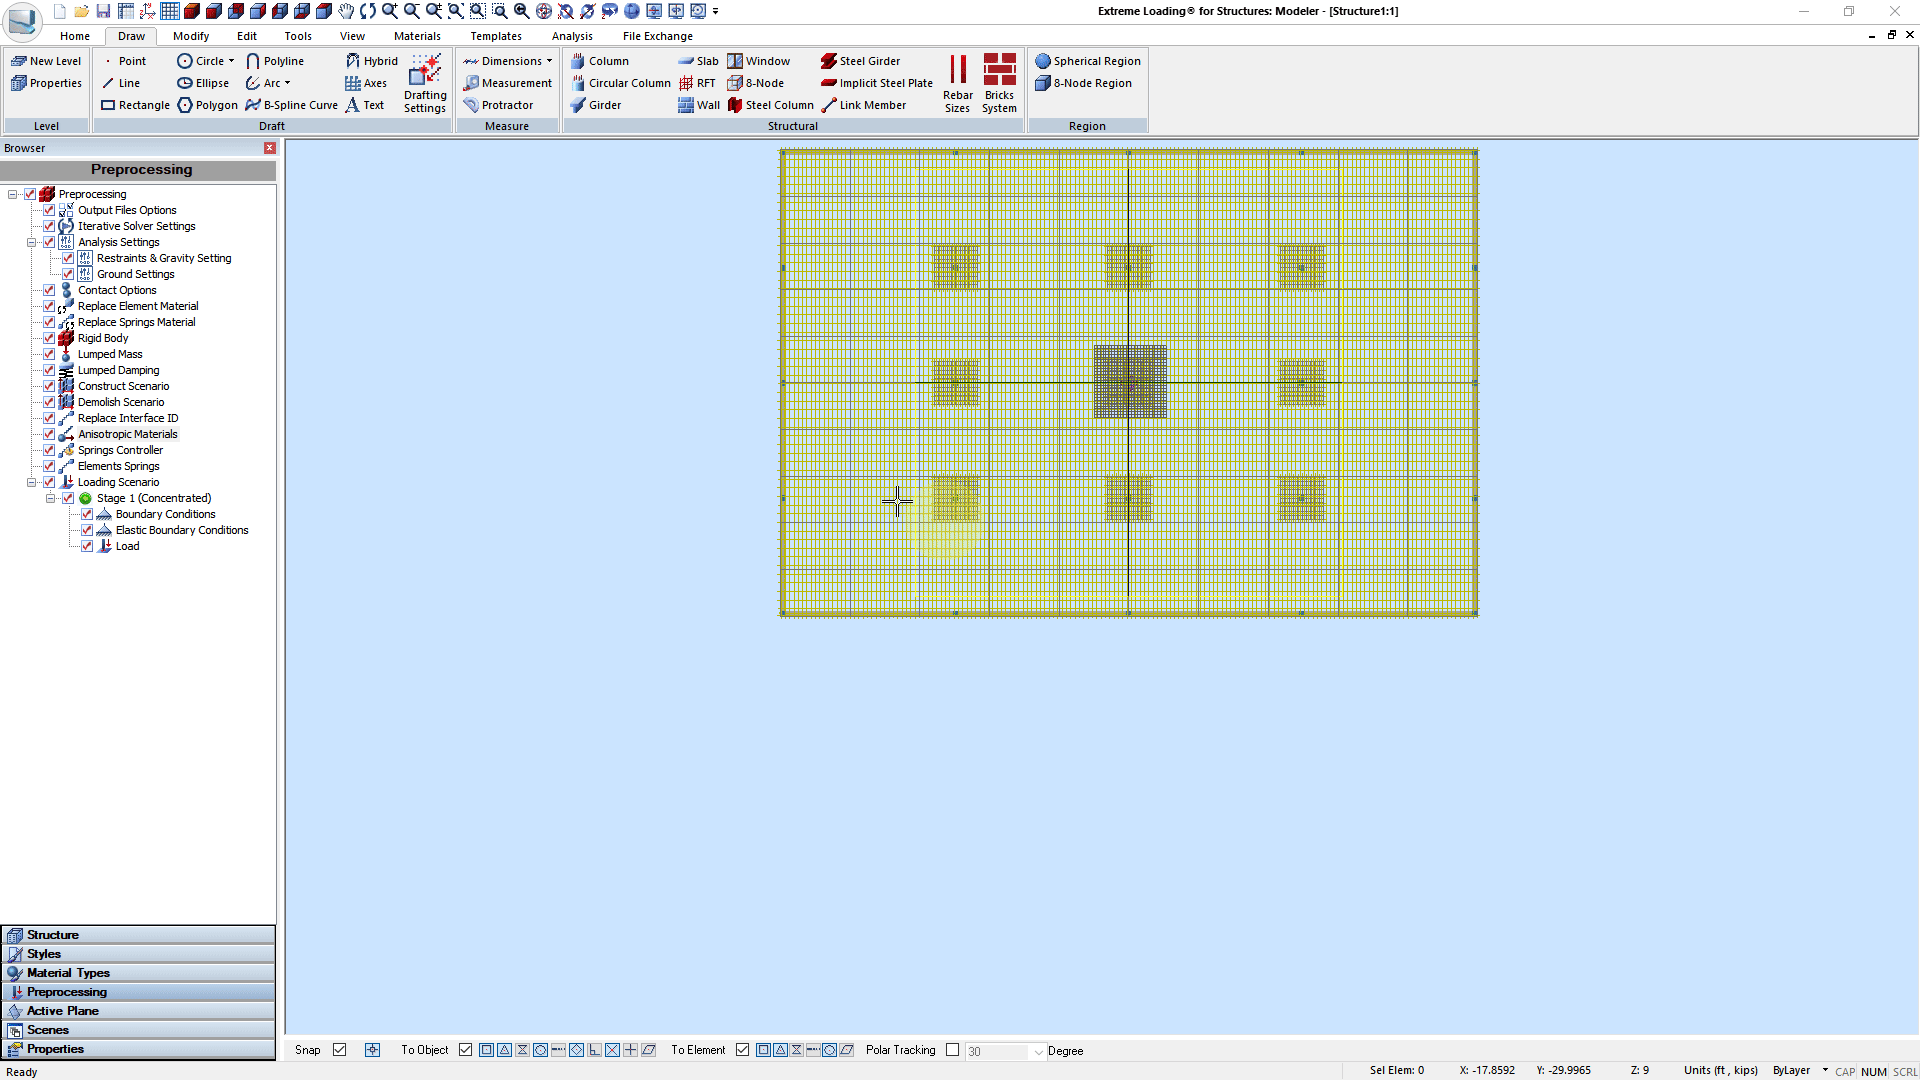 Extreme Loading® for Structures: Modeler - [Structure1:1]
Home Draw Modify Edit Tools View Materials Templates Analysis File Exchange
New Level Point Circle Polyline Hybrid Dimensions Column Slab Window Steel Girder Spherical Region
Properties Line Ellipse Arc Axes Measurement Circular Column RFT 8-Node Implicit Steel Plate 8-Node Region
Rectangle Polygon B-Spline Curve Text Drafting Settings Protractor Girder Wall Steel Column Link Member Rebar Sizes Bricks System
Level Draft Measure Structural Region
Browser
Preprocessing
Preprocessing
Output Files Options
Iterative Solver Settings
Analysis Settings
Restraints & Gravity Setting
Ground Settings
Contact Options
Replace Element Material
Replace Springs Material
Rigid Body
Lumped Mass
Lumped Damping
Construct Scenario
Demolish Scenario
Replace Interface ID
Anisotropic Materials
Springs Controller
Elements Springs
Loading Scenario
Stage 1 (Concentrated)
Boundary Conditions
Elastic Boundary Conditions
Load
Structure
Styles
Material Types
Preprocessing
Active Plane
Scenes
Properties
Snap To Object To Element Polar Tracking 30 Degree
Ready Sel Elem: 0 X: -17.8592 Y: -29.9965 Z: 9 Units (ft , kips) ByLayer CAP NUM SCRL